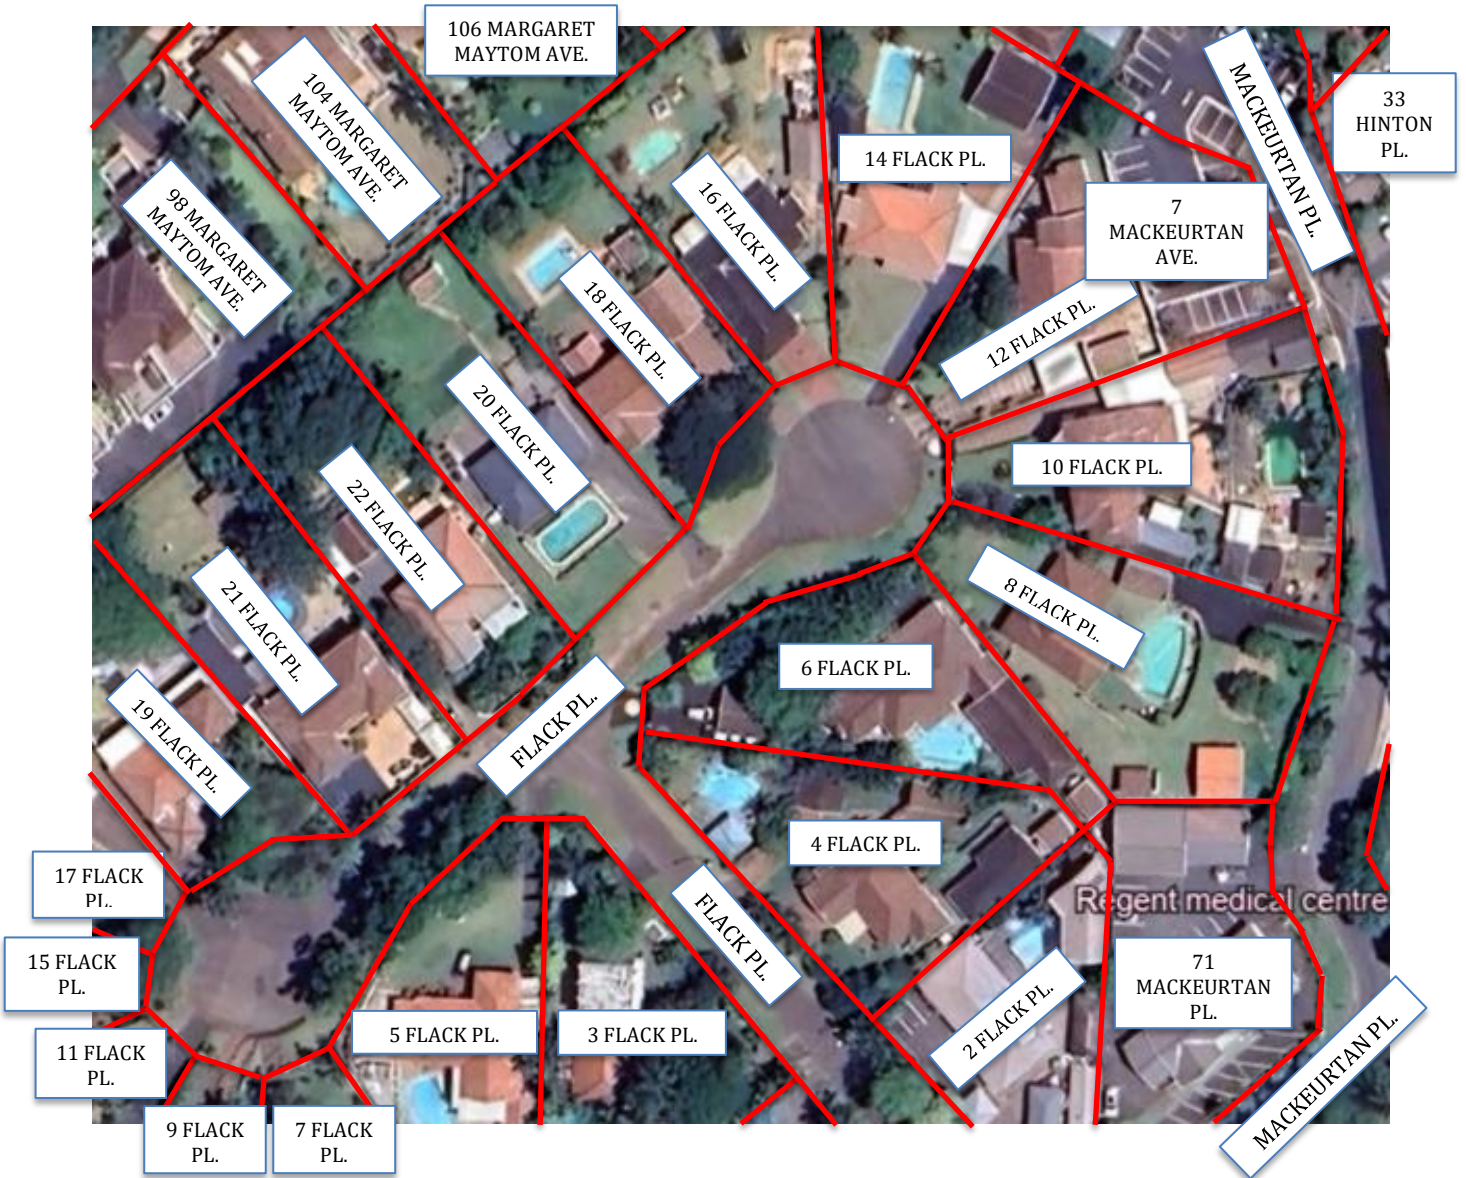 106 MARGARET
MAYTOM AVE.
104 MARGARET
MAYTOM AVE.
98 MARGARET
MAYTOM AVE.
MACKEURTAN PL.
33
HINTON
PL.
14 FLACK PL.
16 FLACK PL.
7
MACKEURTAN
AVE.
18 FLACK PL.
12 FLACK PL.
20 FLACK PL.
10 FLACK PL.
22 FLACK PL.
8 FLACK PL.
21 FLACK PL.
6 FLACK PL.
19 FLACK PL.
FLACK PL.
4 FLACK PL.
17 FLACK
PL.
Regent medical centre
FLACK PL.
15 FLACK
PL.
71
MACKEURTAN
PL.
2 FLACK PL.
5 FLACK PL.
3 FLACK PL.
11 FLACK
PL.
MACKEURTAN PL.
9 FLACK
PL.
7 FLACK
PL.